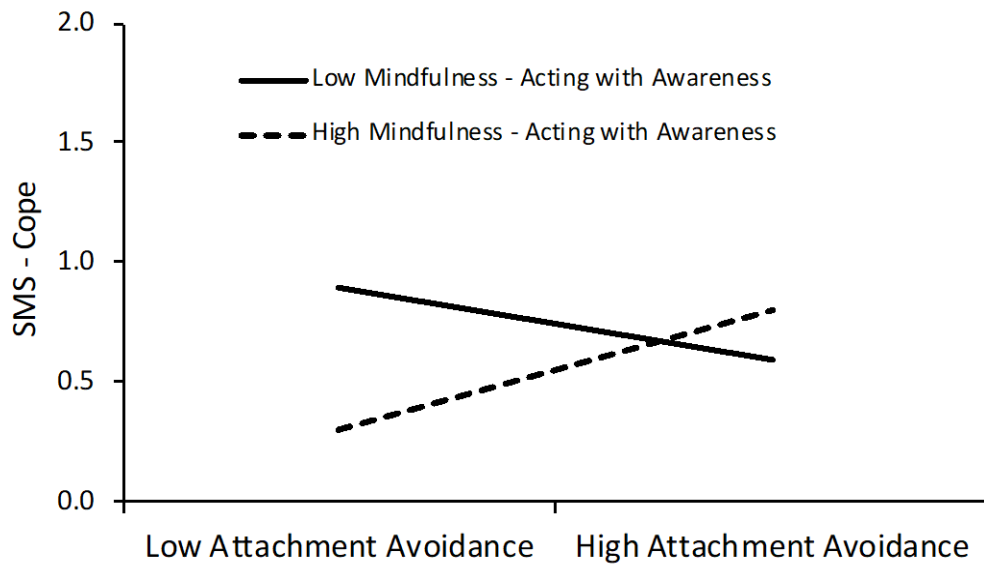 2.0
Low Mindfulness - Acting with Awareness
High Mindfulness - Acting with Awareness
1.5
SMS - Cope
1.0
0.5
0.0
Low Attachment Avoidance
High Attachment Avoidance